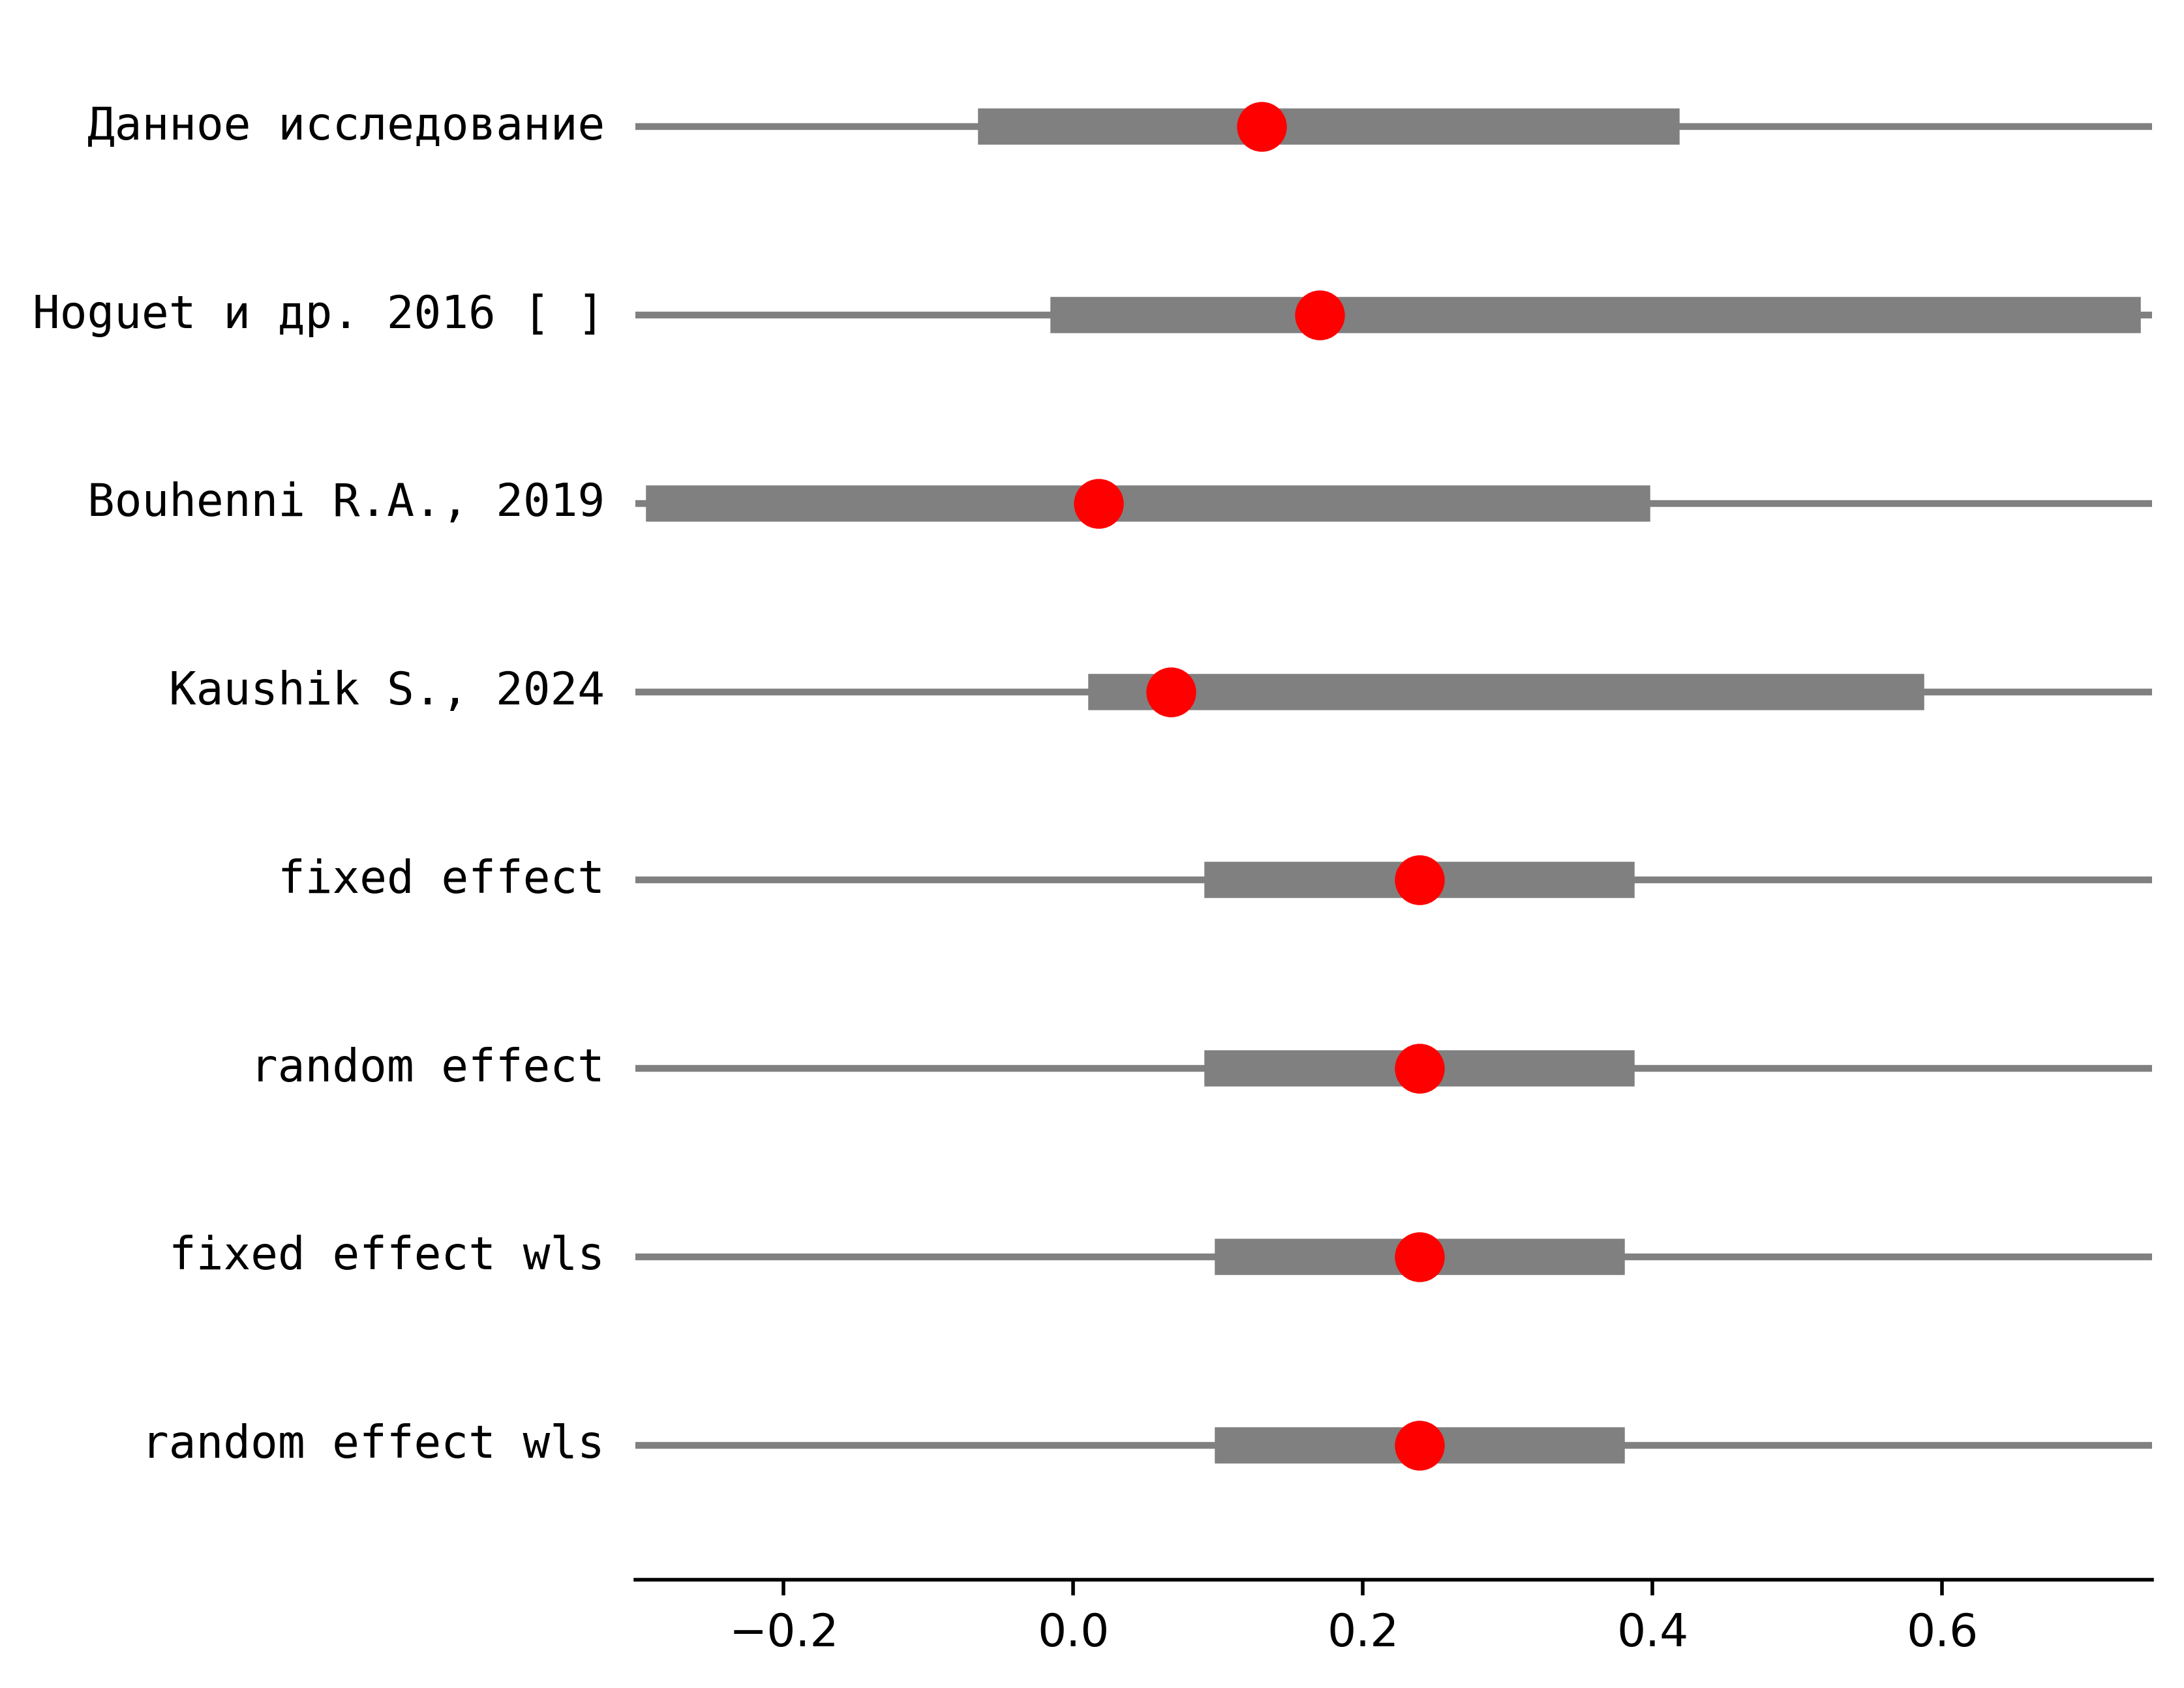 Данное исследование
Hoguet и др. 2016 [ ]
Bouhenni R.A., 2019
Kaushik S., 2024
fixed effect
random effect
fixed effect wls
random effect wls
−0.2 0.0 0.2 0.4 0.6